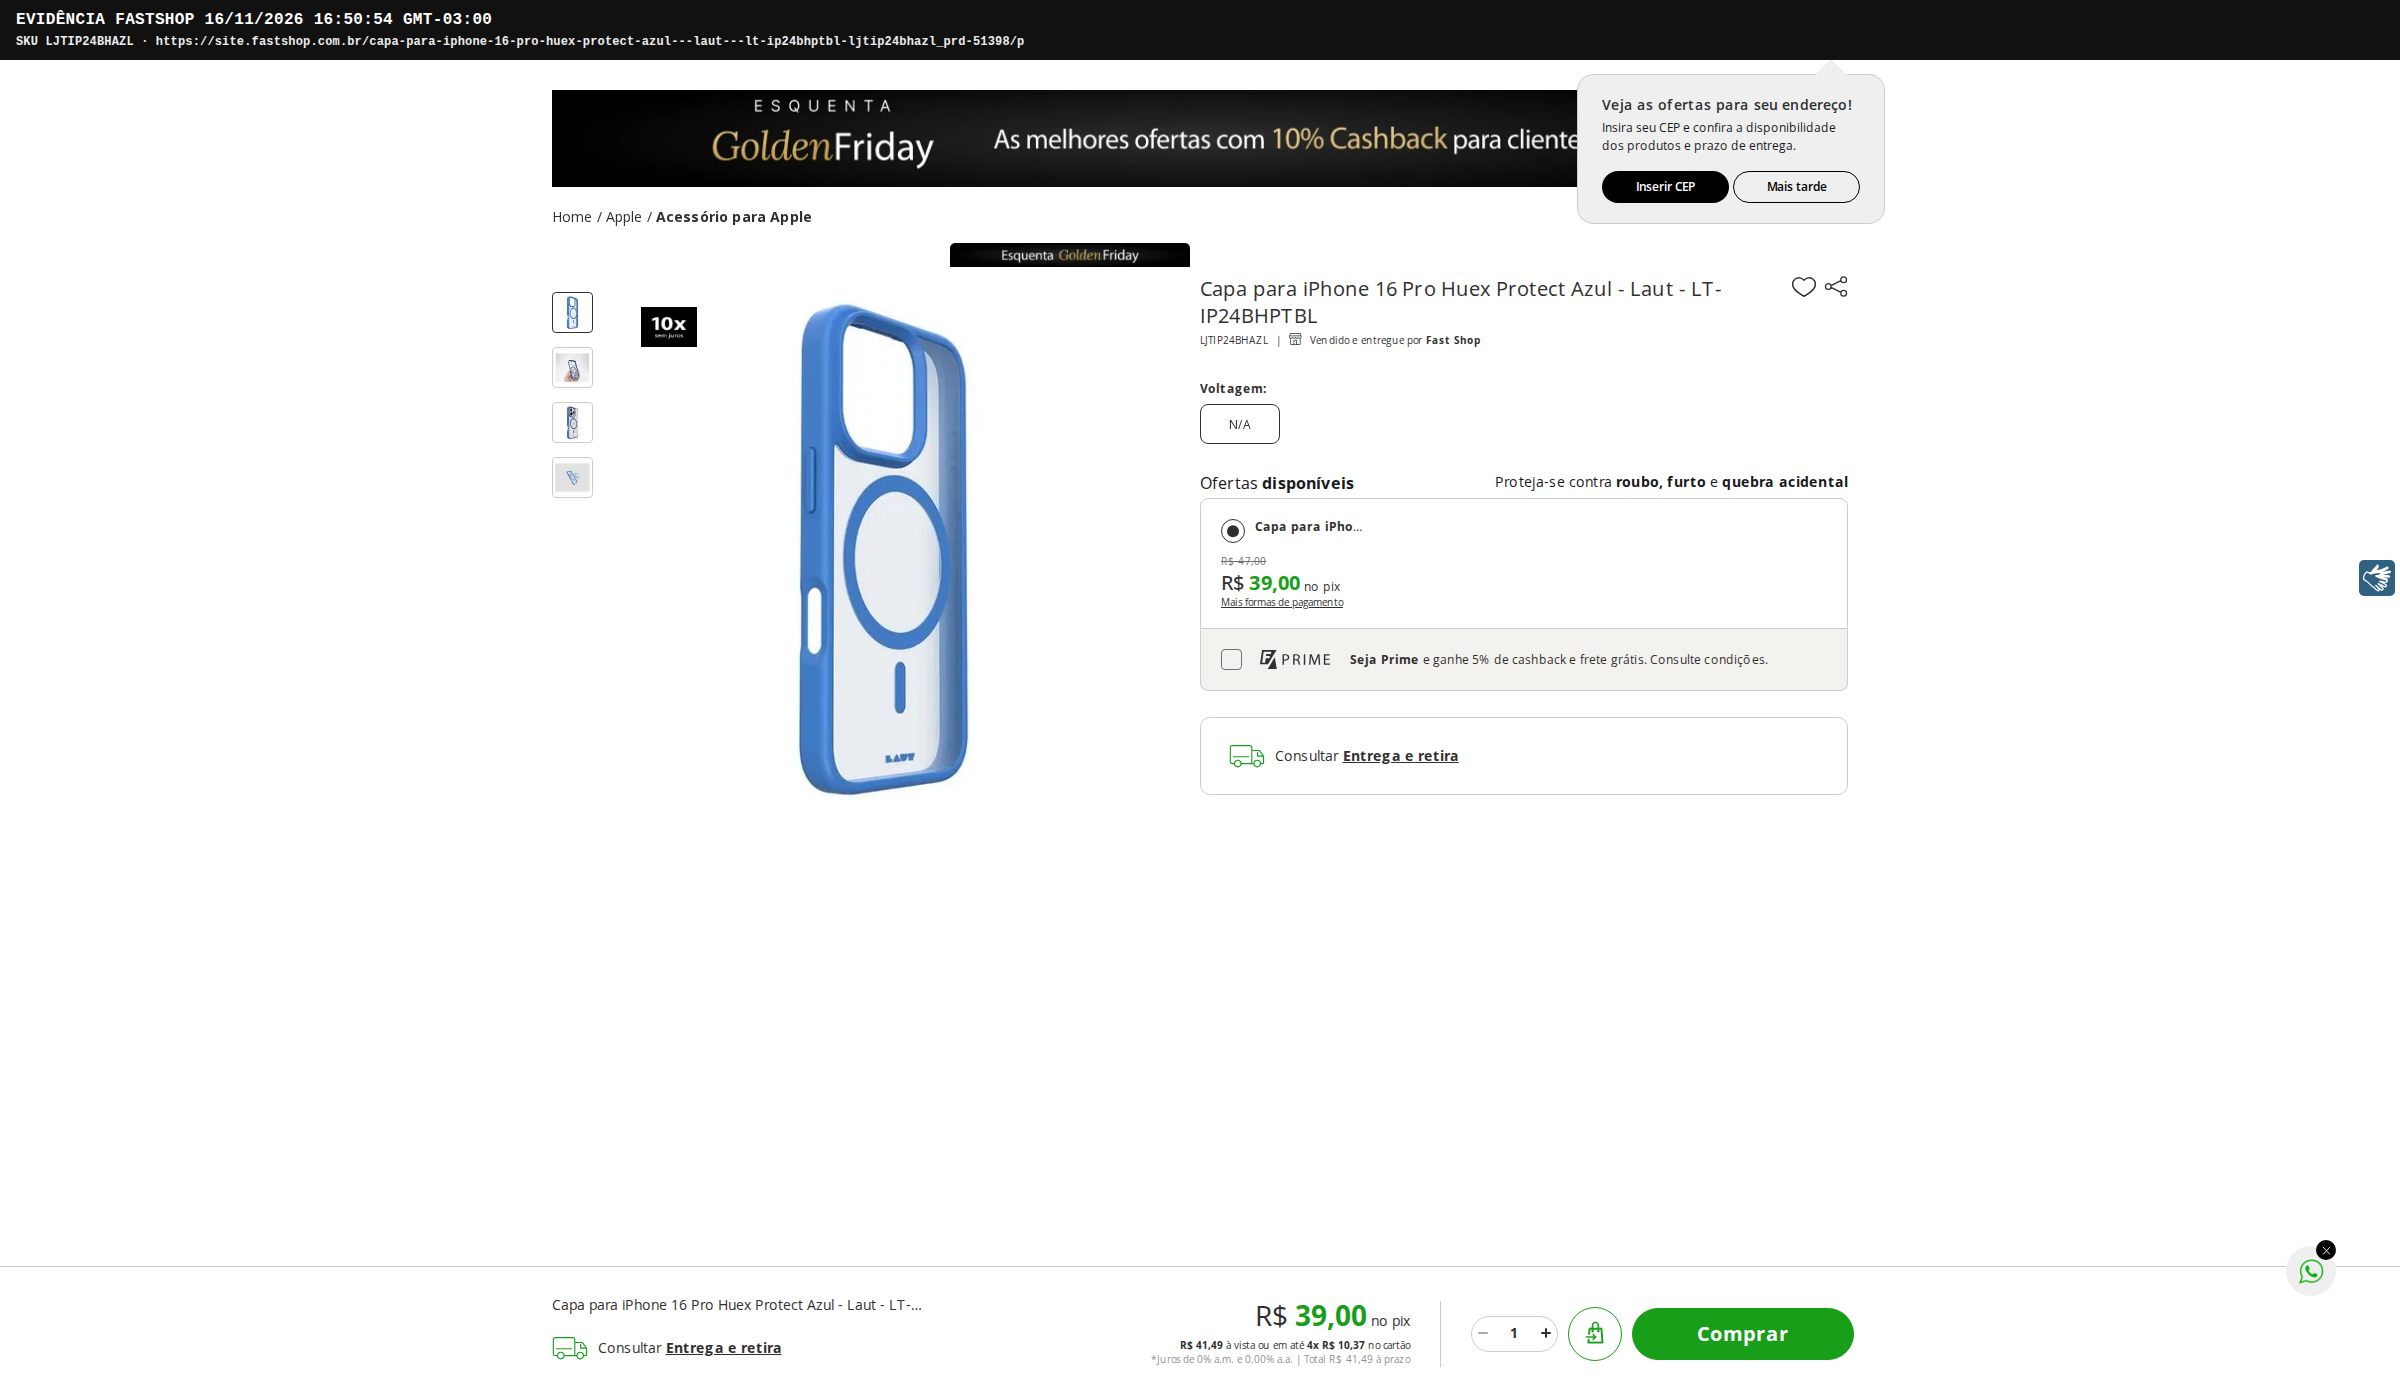 EVIDÊNCIA FASTSHOP 16/11/2026 16:50:54 GMT-03:00
SKU LJTIP24BHAZL · https://site.fastshop.com.br/capa-para-iphone-16-pro-huex-protect-azul---laut---lt-ip24bhptbl-ljtip24bhazl_prd-51398/p
ESQUENTA
GoldenFriday
As melhores ofertas com 10% Cashback para cliente
Veja as ofertas para seu endereço!
Insira seu CEP e confira a disponibilidade
dos produtos e prazo de entrega.
Inserir CEP
Mais tarde
Home / Apple / Acessório para Apple
Esquenta GoldenFriday
10x
sem juros
LAUT
Capa para iPhone 16 Pro Huex Protect Azul - Laut - LT-
IP24BHPTBL
LJTIP24BHAZL | Vendido e entregue por Fast Shop
Voltagem:
N/A
Ofertas disponíveis
Proteja-se contra roubo, furto e quebra acidental
Capa para iPho...
R$ 47,00
R$ 39,00 no pix
Mais formas de pagamento
PRIME
Seja Prime e ganhe 5% de cashback e frete grátis. Consulte condições.
Consultar Entrega e retira
Capa para iPhone 16 Pro Huex Protect Azul - Laut - LT-...
Consultar Entrega e retira
R$ 39,00 no pix
R$ 41,49 à vista ou em até 4x R$ 10,37 no cartão
*Juros de 0% a.m. e 0.00% a.a. | Total R$ 41,49 à prazo
1
Comprar